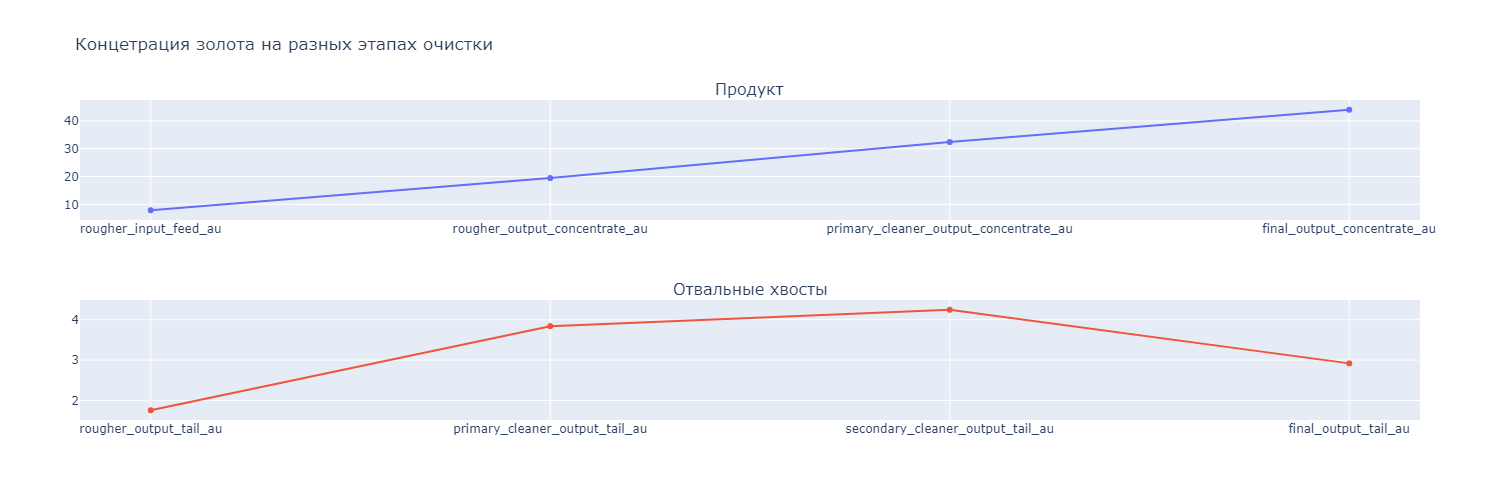 Концетрация золота на разных этапах очистки
Продукт
40
30
20
10
rougher_input_feed_au rougher_output_concentrate_au primary_cleaner_output_concentrate_au final_output_concentrate_au
Отвальные хвосты
4
3
2
rougher_output_tail_au primary_cleaner_output_tail_au secondary_cleaner_output_tail_au final_output_tail_au